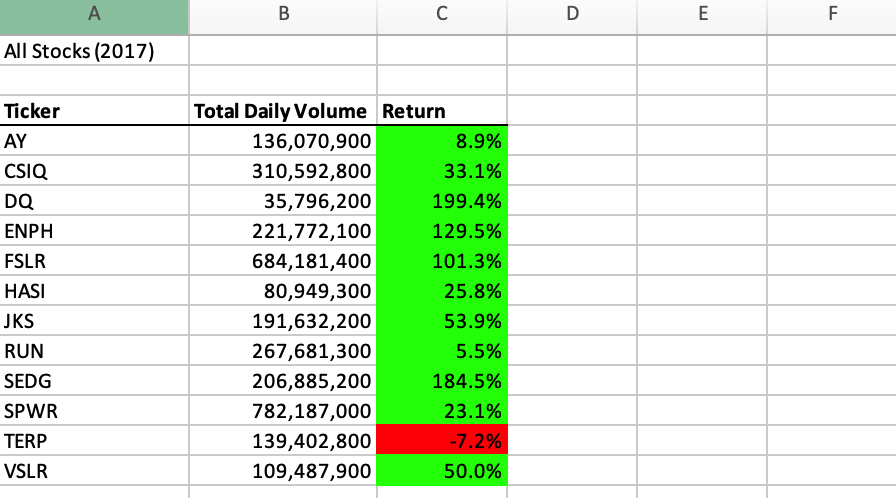 A B C D E F
All Stocks (2017)
Ticker Total Daily Volume Return
AY 136,070,900 8.9%
CSIQ 310,592,800 33.1%
DQ 35,796,200 199.4%
ENPH 221,772,100 129.5%
FSLR 684,181,400 101.3%
HASI 80,949,300 25.8%
JKS 191,632,200 53.9%
RUN 267,681,300 5.5%
SEDG 206,885,200 184.5%
SPWR 782,187,000 23.1%
TERP 139,402,800 -7.2%
VSLR 109,487,900 50.0%